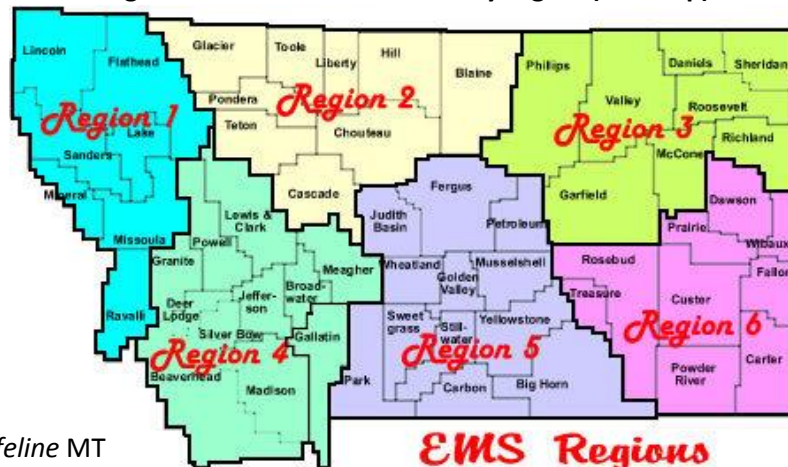 Lincoln
Flathead
Lake
Sanders
Mineral
Missoula
Ravalli
Region 1
Glacier
Toole
Liberty
Hill
Blaine
Pondera
Teton
Chouteau
Cascade
Region 2
Phillips
Valley
Daniels
Sheridan
Roosevelt
Richland
McCone
Garfield
Region 3
Lewis &
Clark
Powell
Granite
Meagher
Broad-
water
Jeffer-
son
Deer
Lodge
Silver Bow
Gallatin
Beaverhead
Madison
Region 4
Fergus
Judith
Basin
Petroleum
Wheatland
Golden
Valley
Musselshell
Sweet
grass
Still-
water
Yellowstone
Park
Carbon
Big Horn
Region 5
Dawson
Prairie
Wibaux
Fallon
Rosebud
Treasure
Custer
Powder
River
Carter
Region 6
feline MT
EMS Regions